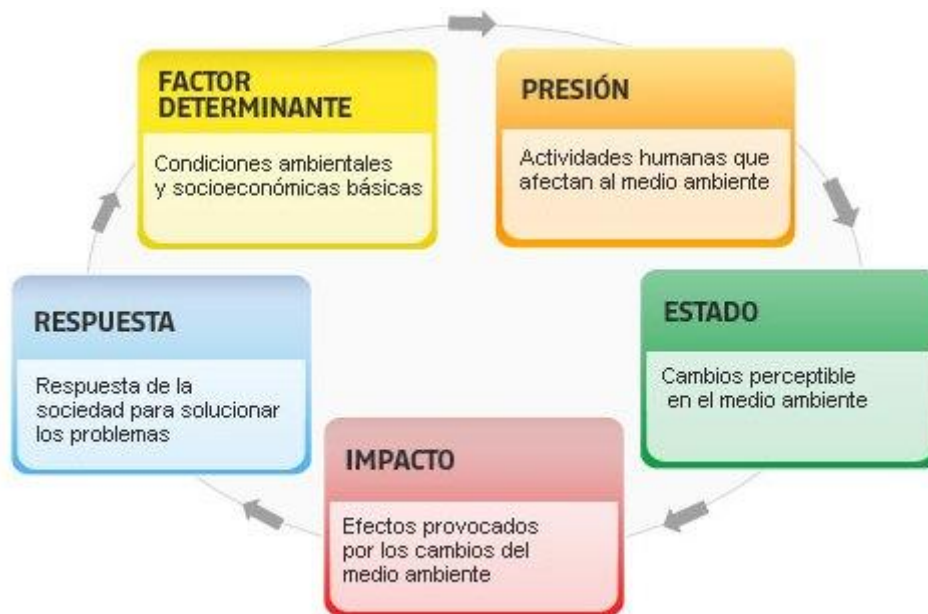 FACTOR
DETERMINANTE
Condiciones ambientales
y socioeconómicas básicas
PRESIÓN
Actividades humanas que
afectan al medio ambiente
ESTADO
Cambios perceptible
en el medio ambiente
IMPACTO
Efectos provocados
por los cambios del
medio ambiente
RESPUESTA
Respuesta de la
sociedad para solucionar
los problemas